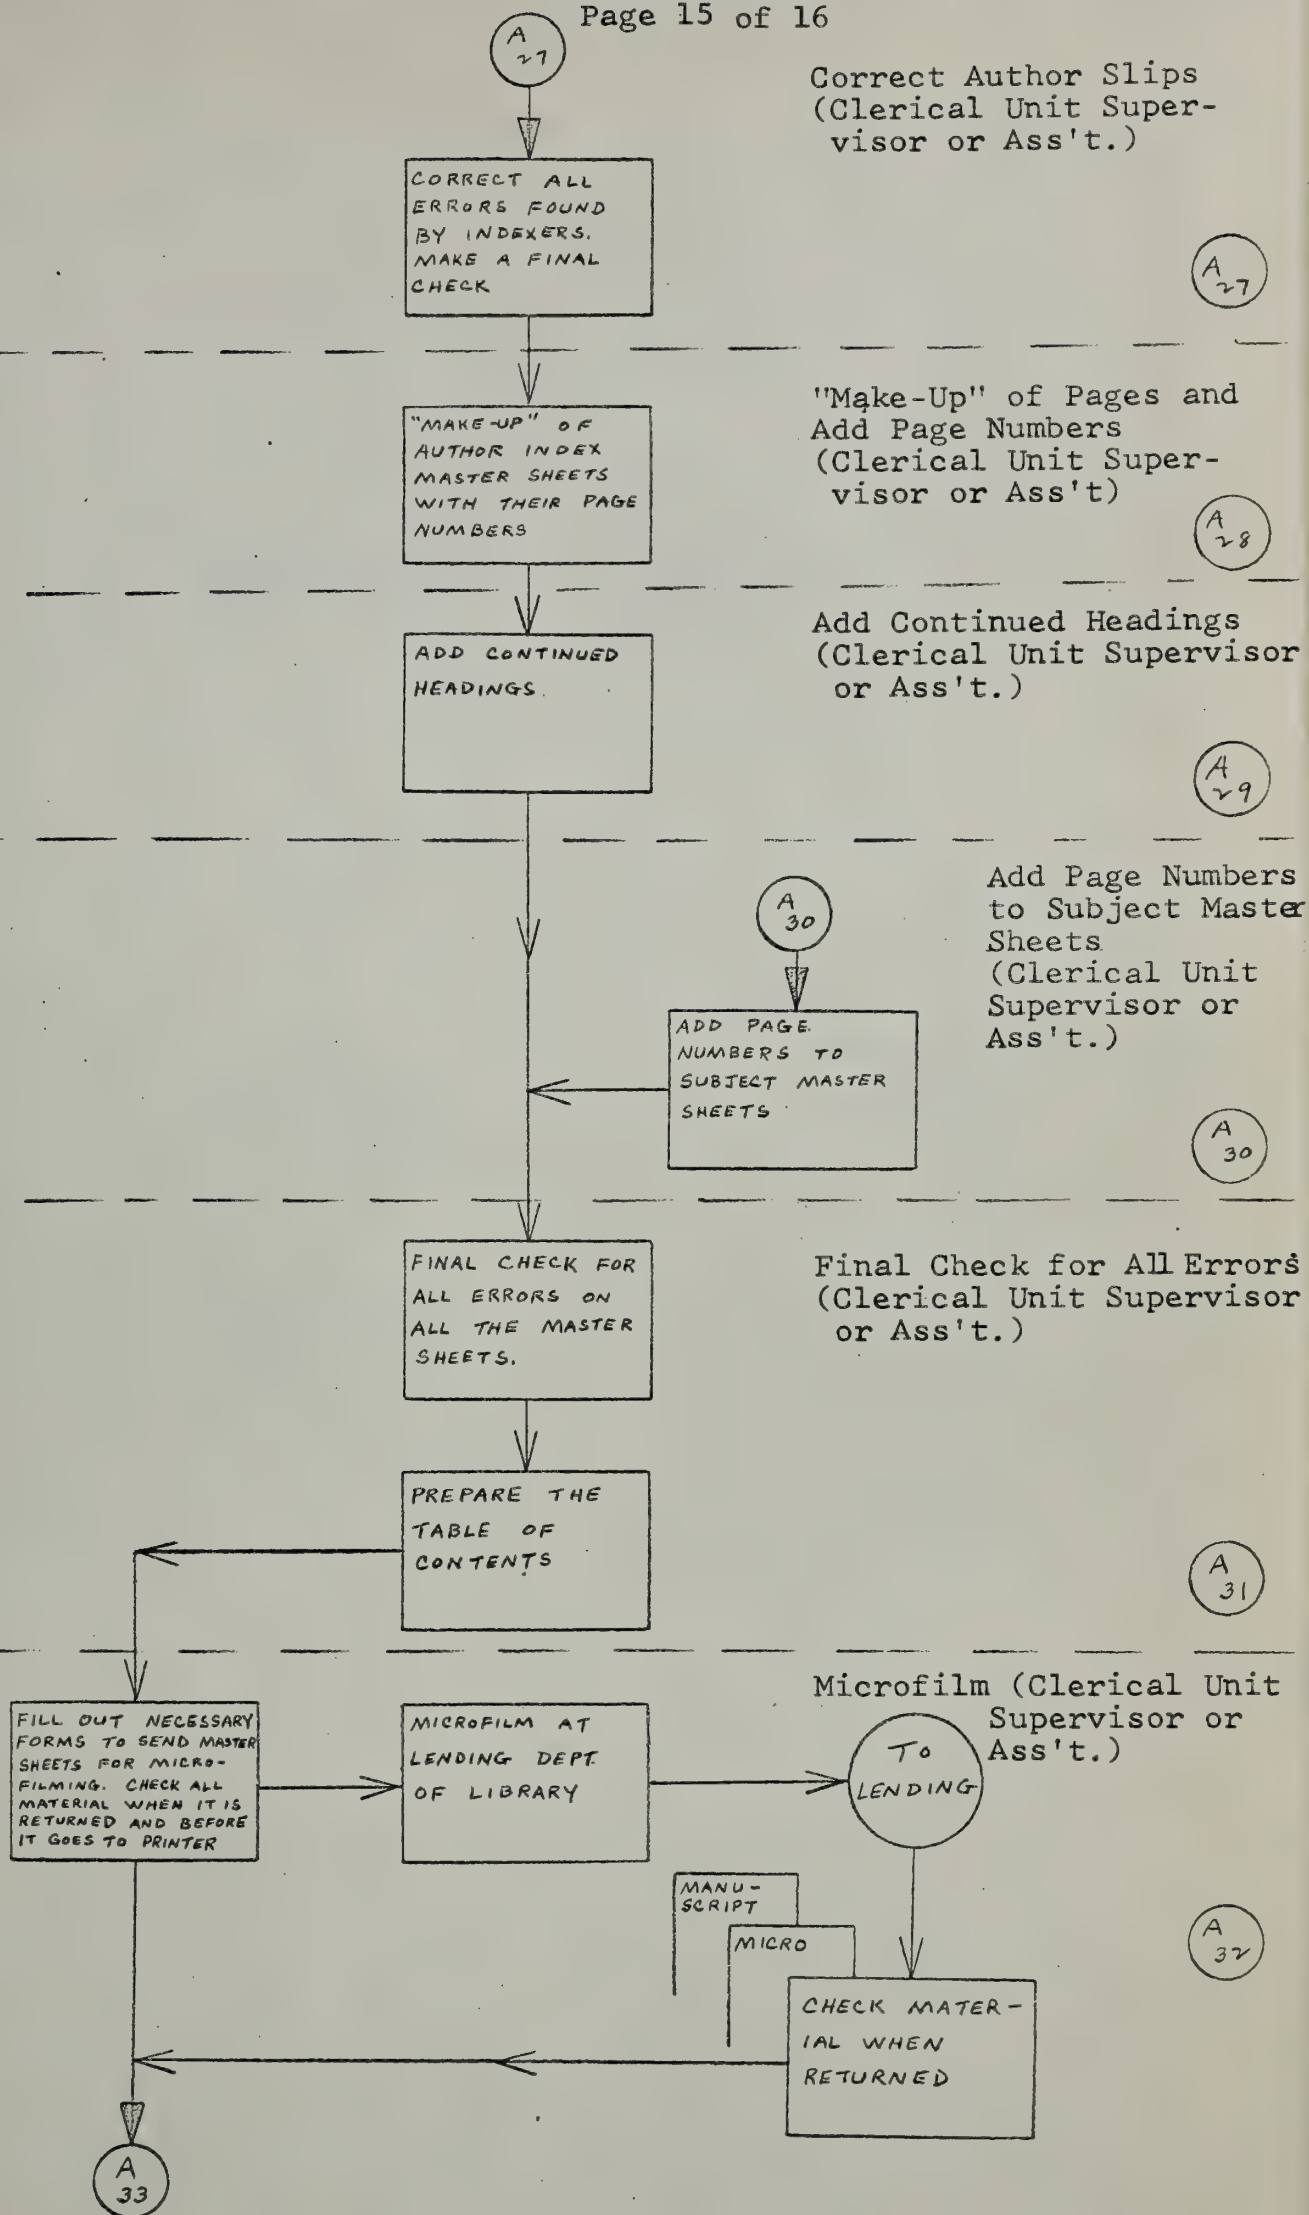 Page 15 of 16
A
27
Correct Author Slips
(Clerical Unit Super-
visor or Ass't.)
CORRECT ALL
ERRORS FOUND
BY INDEXERS.
MAKE A FINAL
CHECK
A
27
"Make-Up" of Pages and
Add Page Numbers
(Clerical Unit Super-
visor or Ass't)
"MAKE-UP" OF
AUTHOR INDEX
MASTER SHEETS
WITH THEIR PAGE
NUMBERS
A
28
Add Continued Headings
(Clerical Unit Supervisor
or Ass't.)
ADD CONTINUED
HEADINGS.
A
29
Add Page Numbers
to Subject Master
Sheets
(Clerical Unit
Supervisor or
Ass't.)
A
30
ADD PAGE
NUMBERS TO
SUBJECT MASTER
SHEETS
A
30
Final Check for All Errors
(Clerical Unit Supervisor
or Ass't.)
FINAL CHECK FOR
ALL ERRORS ON
ALL THE MASTER
SHEETS.
PREPARE THE
TABLE OF
CONTENTS
A
31
Microfilm (Clerical Unit
Supervisor or
Ass't.)
FILL OUT NECESSARY
FORMS TO SEND MASTER
SHEETS FOR MICRO-
FILMING. CHECK ALL
MATERIAL WHEN IT IS
RETURNED AND BEFORE
IT GOES TO PRINTER
MICROFILM AT
LENDING DEPT.
OF LIBRARY
TO
LENDING
MANU-
SCRIPT
MICRO
A
32
CHECK MATER-
IAL WHEN
RETURNED
A
33